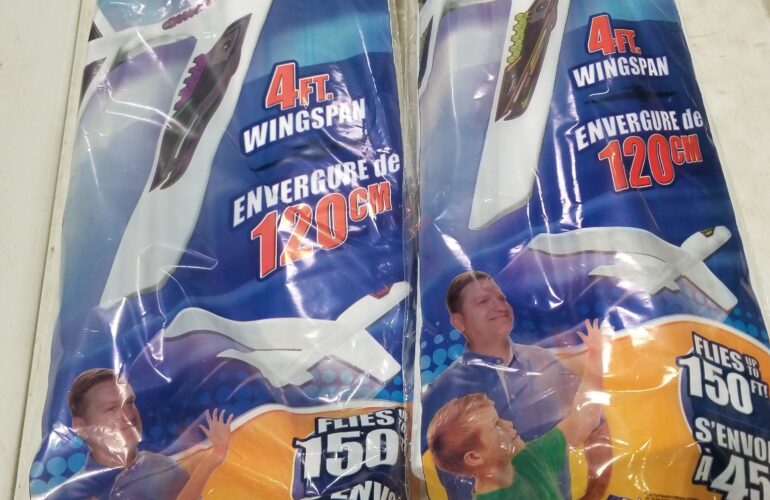 4FT.
WINGSPAN
ENVERGURE de
120CM
FLIES
150
4FT.
WINGSPAN
ENVERGURE de
120CM
FLIES UP TO
150 FT!
S'ENVO
À 45